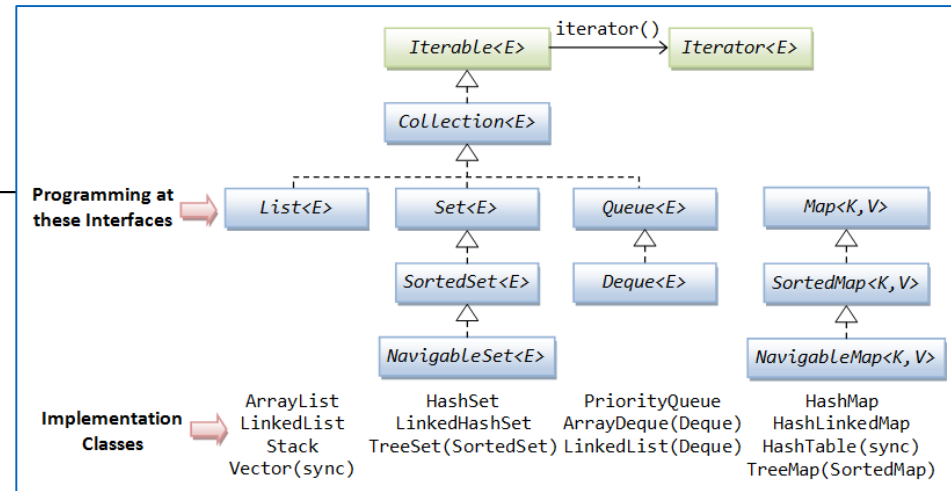 iterator()
Iterable<E>
Iterator<E>
Collection<E>
Programming at
these Interfaces
List<E>
Set<E>
Queue<E>
Map<K,V>
SortedSet<E>
Deque<E>
SortedMap<K,V>
NavigableSet<E>
NavigableMap<K,V>
Implementation
Classes
ArrayList
LinkedList
Stack
Vector(sync)
HashSet
LinkedHashSet
TreeSet(SortedSet)
PriorityQueue
ArrayDeque(Deque)
LinkedList(Deque)
HashMap
HashLinkedMap
HashTable(sync)
TreeMap(SortedMap)